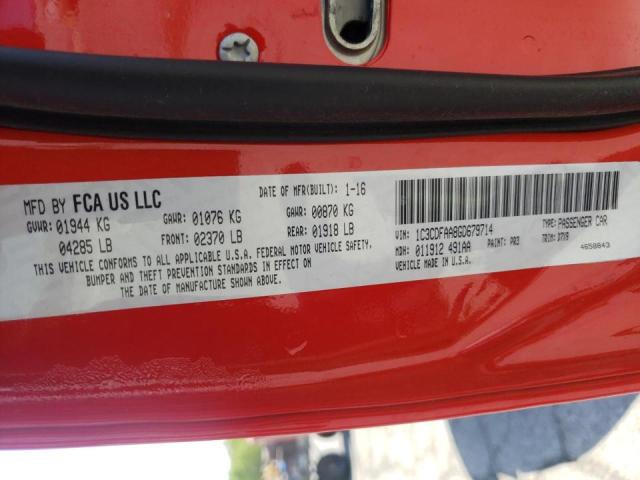 MFD BY FCA US LLC
DATE OF MFR(BUILT): 1-16
GVWR: 01944 KG
04285 LB
GAWR: 01076 KG
FRONT: 02370 LB
GAWR: 00870 KG
REAR: 01918 LB
THIS VEHICLE CONFORMS TO ALL APPLICABLE U.S.A. FEDERAL MOTOR VEHICLE SAFETY,
BUMPER AND THEFT PREVENTION STANDARDS IN EFFECT ON
THE DATE OF MANUFACTURE SHOWN ABOVE.
VIN: 1C3CDFAA8GD679714
TYPE: PASSENGER CAR
MDH: 011912 491AA
PAINT: PR3
TRIM: D7X9
VEHICLE MADE IN U.S.A.
4658843